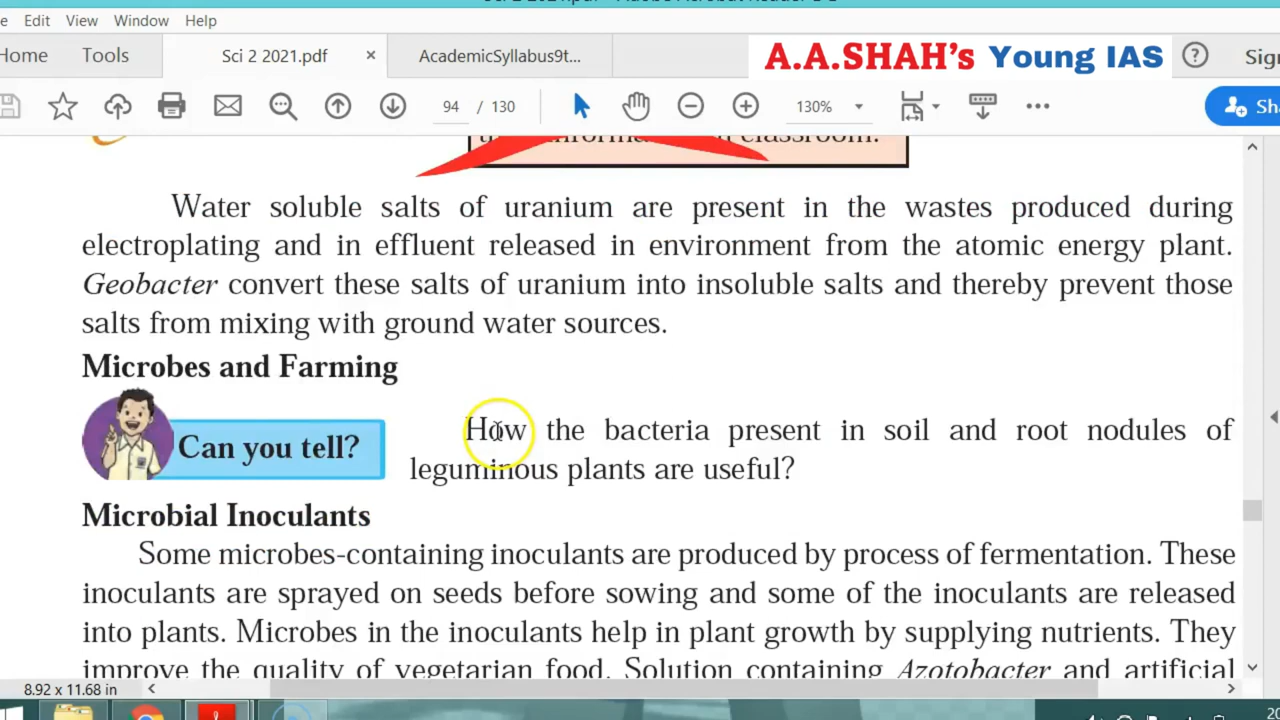 Edit View Window Help
Home Tools Sci 2 2021.pdf × AcademicSyllabus9t... A.A.SHAH's Young IAS ? Sign
94 / 130 130%
classroom.
Water soluble salts of uranium are present in the wastes produced during
electroplating and in effluent released in environment from the atomic energy plant.
Geobacter convert these salts of uranium into insoluble salts and thereby prevent those
salts from mixing with ground water sources.
Microbes and Farming
Can you tell?
How the bacteria present in soil and root nodules of
leguminous plants are useful?
Microbial Inoculants
Some microbes-containing inoculants are produced by process of fermentation. These
inoculants are sprayed on seeds before sowing and some of the inoculants are released
into plants. Microbes in the inoculants help in plant growth by supplying nutrients. They
improve the quality of vegetarian food. Solution containing Azotobacter and artificial
8.92 x 11.68 in